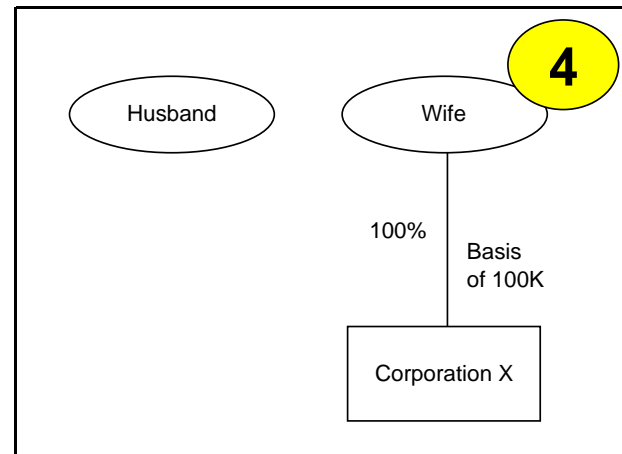 4
Husband
Wife
100%
Basis
of 100K
Corporation X